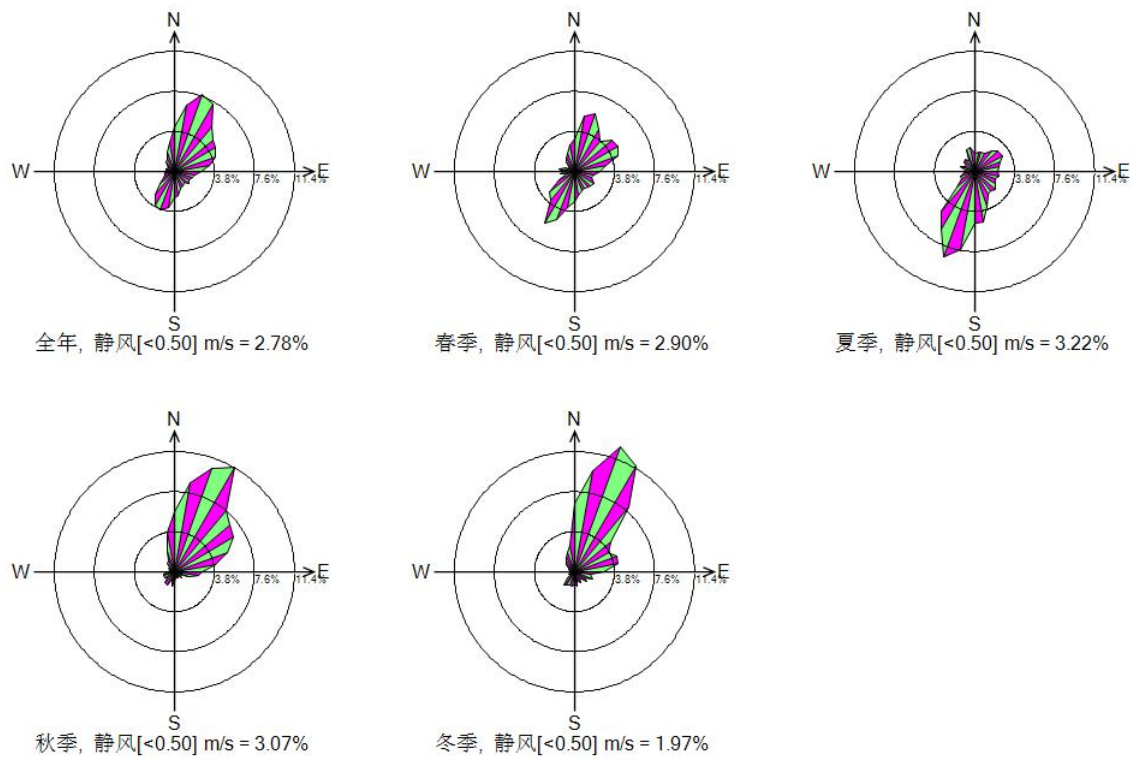 N
W
E
3.8%
7.6%
11.4%
S
全年, 静风[<0.50] m/s = 2.78%
N
W
E
3.8%
7.6%
11.4%
S
春季, 静风[<0.50] m/s = 2.90%
N
W
E
3.8%
7.6%
11.4%
S
夏季, 静风[<0.50] m/s = 3.22%
N
W
E
3.8%
7.6%
11.4%
S
秋季, 静风[<0.50] m/s = 3.07%
N
W
E
3.8%
7.6%
11.4%
S
冬季, 静风[<0.50] m/s = 1.97%